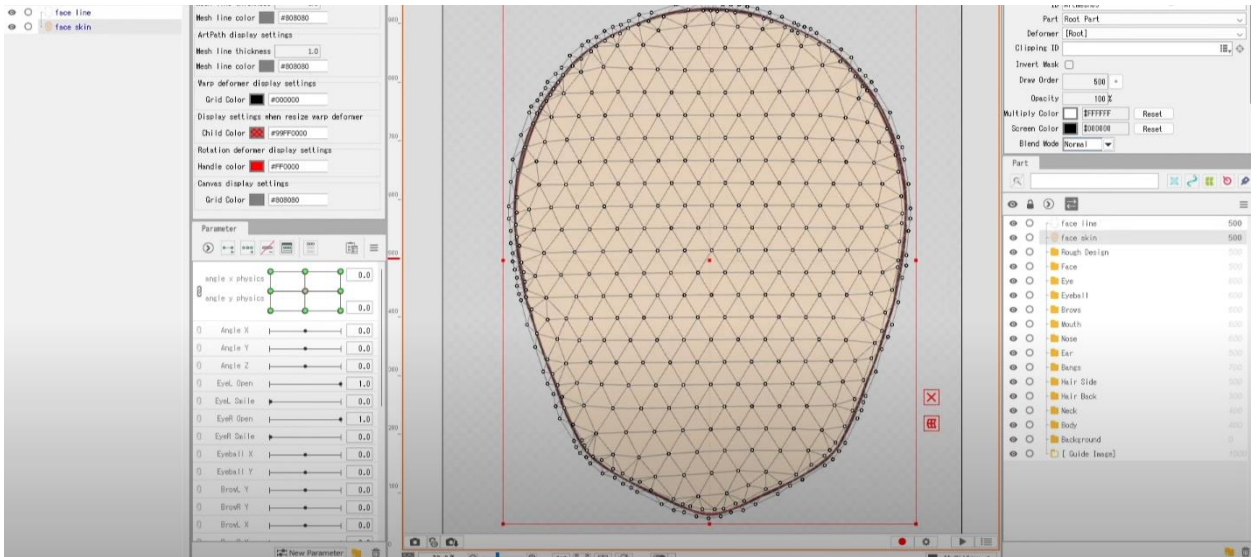 face line
face skin
Mesh line color #808080
ArtPath display settings
Mesh line thickness 1.0
Mesh line color #808080
Warp deformer display settings
Grid Color #000000
Display settings when resize warp deformer
Child Color #99FF0000
Rotation deformer display settings
Handle color #FF0000
Canvas display settings
Grid Color #808080
Parameter
angle x physics 0.0
angle y physics 0.0
Angle X 0.0
Angle Y 0.0
Angle Z 0.0
EyeL Open 1.0
EyeL Smile 0.0
EyeR Open 1.0
EyeR Smile 0.0
Eyeball X 0.0
Eyeball Y 0.0
BrowL Y 0.0
BrowR Y 0.0
BrowL X 0.0
New Parameter
Part Root Part
Deformer [Root]
Clipping ID
Invert Mask
Draw Order 500
Opacity 100 %
Multiply Color #FFFFFF Reset
Screen Color #000000 Reset
Blend Mode Normal
Part
face line 500
face skin 500
Rough Design
Face
Eye
Eyeball
Brows
Mouth
Nose
Ear
Bangs
Hair Side
Hair Back
Neck
Body
Background
[ Guide Image]